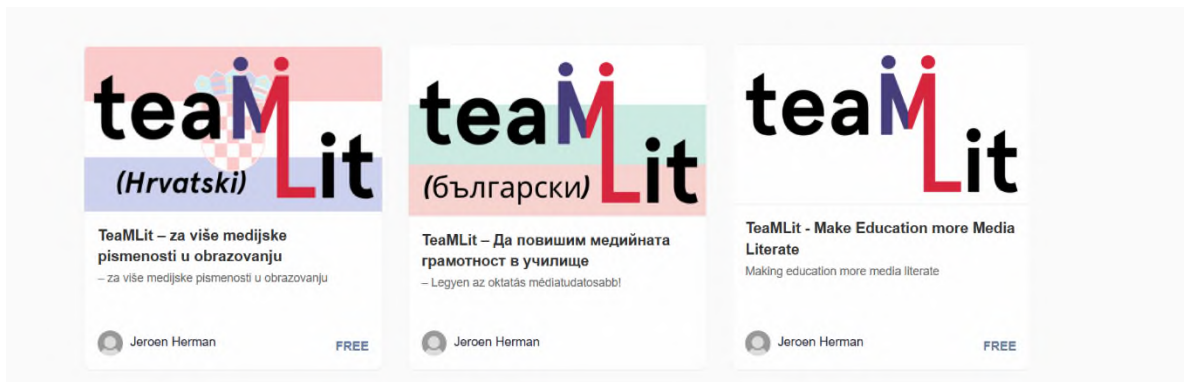 teaMLit
(Hrvatski)
TeaMLit – za više medijske
pismenosti u obrazovanju
– za više medijske pismenosti u obrazovanju
Jeroen Herman
FREE
teaMLit
(български)
TeaMLit – Да повишим медийната
грамотност в училище
– Legyen az oktatás médiatudatosabb!
Jeroen Herman
teaMLit
TeaMLit - Make Education more Media
Literate
Making education more media literate
Jeroen Herman
FREE